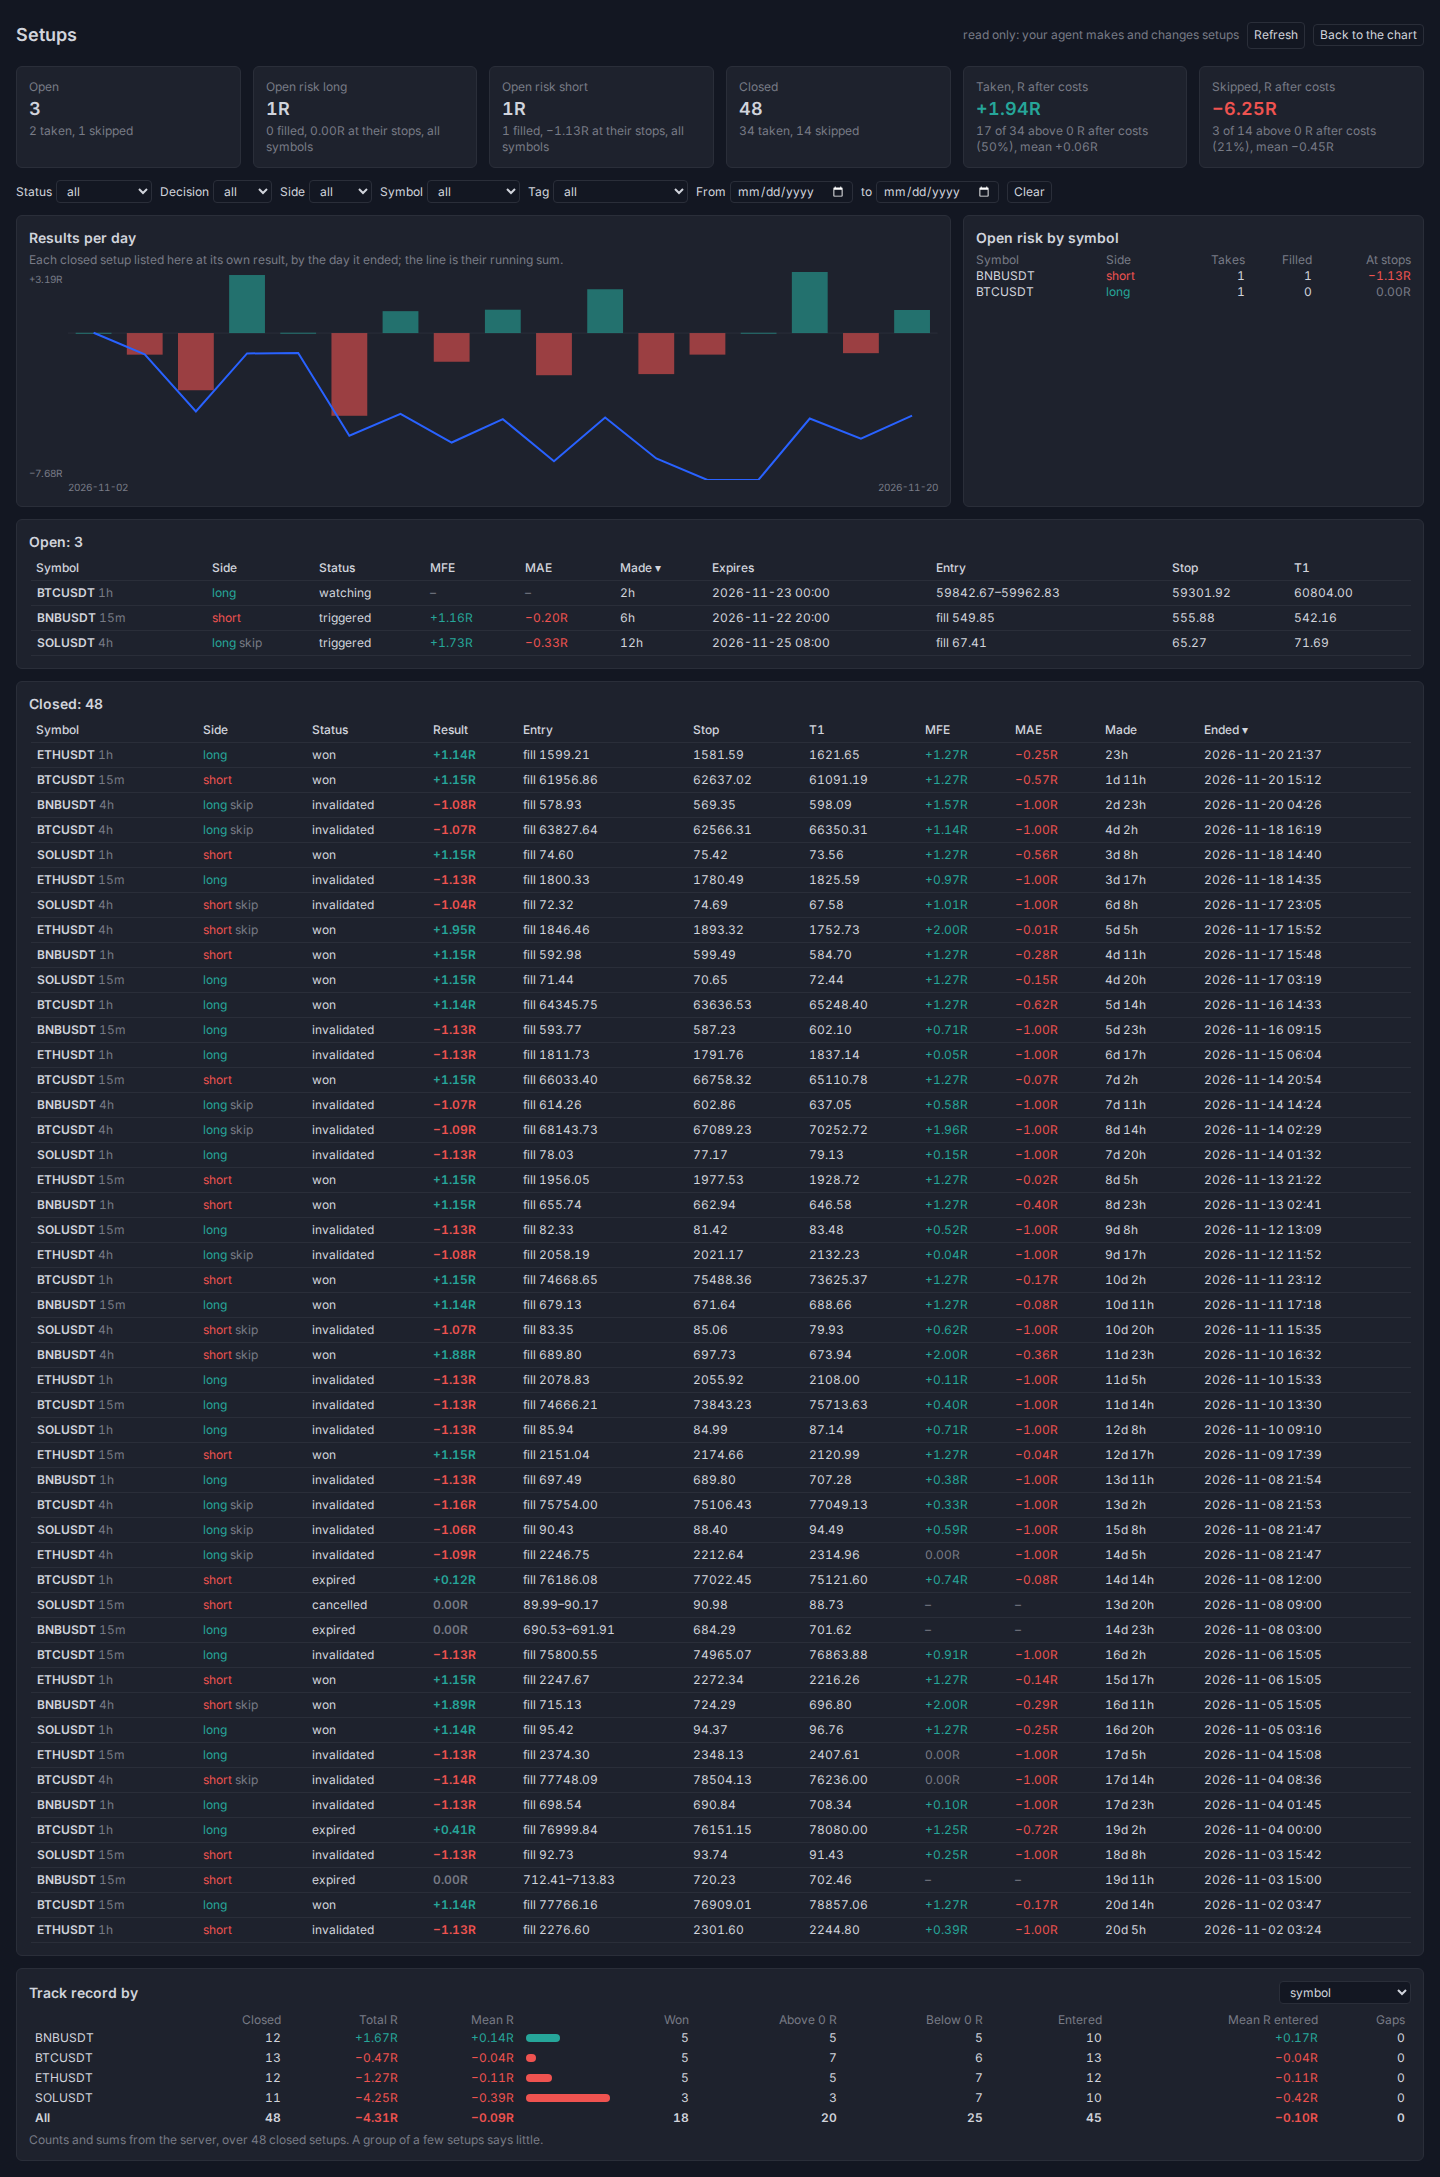 Setups
read only: your agent makes and changes setups Refresh Back to the chart
Open
3
2 taken, 1 skipped
Open risk long
1R
0 filled, 0.00R at their stops, all
symbols
Open risk short
1R
1 filled, −1.13R at their stops, all
symbols
Closed
48
34 taken, 14 skipped
Taken, R after costs
+1.94R
17 of 34 above 0 R after costs
(50%), mean +0.06R
Skipped, R after costs
−6.25R
3 of 14 above 0 R after costs
(21%), mean −0.45R
Status all Decision all Side all Symbol all Tag all From mm/dd/yyyy to mm/dd/yyyy Clear
Results per day
Each closed setup listed here at its own result, by the day it ended; the line is their running sum.
+3.19R
−7.68R
2026-11-02 2026-11-20
Open risk by symbol
Symbol Side Takes Filled At stops
BNBUSDT short 1 1 −1.13R
BTCUSDT long 1 0 0.00R
Open: 3
Symbol Side Status MFE MAE Made ▾ Expires Entry Stop T1
BTCUSDT 1h long watching – – 2h 2026-11-23 00:00 59842.67–59962.83 59301.92 60804.00
BNBUSDT 15m short triggered +1.16R −0.20R 6h 2026-11-22 20:00 fill 549.85 555.88 542.16
SOLUSDT 4h long skip triggered +1.73R −0.33R 12h 2026-11-25 08:00 fill 67.41 65.27 71.69
Closed: 48
Symbol Side Status Result Entry Stop T1 MFE MAE Made Ended ▾
ETHUSDT 1h long won +1.14R fill 1599.21 1581.59 1621.65 +1.27R −0.25R 23h 2026-11-20 21:37
BTCUSDT 15m short won +1.15R fill 61956.86 62637.02 61091.19 +1.27R −0.57R 1d 11h 2026-11-20 15:12
BNBUSDT 4h long skip invalidated −1.08R fill 578.93 569.35 598.09 +1.57R −1.00R 2d 23h 2026-11-20 04:26
BTCUSDT 4h long skip invalidated −1.07R fill 63827.64 62566.31 66350.31 +1.14R −1.00R 4d 2h 2026-11-18 16:19
SOLUSDT 1h short won +1.15R fill 74.60 75.42 73.56 +1.27R −0.56R 3d 8h 2026-11-18 14:40
ETHUSDT 15m long invalidated −1.13R fill 1800.33 1780.49 1825.59 +0.97R −1.00R 3d 17h 2026-11-18 14:35
SOLUSDT 4h short skip invalidated −1.04R fill 72.32 74.69 67.58 +1.01R −1.00R 6d 8h 2026-11-17 23:05
ETHUSDT 4h short skip won +1.95R fill 1846.46 1893.32 1752.73 +2.00R −0.01R 5d 5h 2026-11-17 15:52
BNBUSDT 1h short won +1.15R fill 592.98 599.49 584.70 +1.27R −0.28R 4d 11h 2026-11-17 15:48
SOLUSDT 15m long won +1.15R fill 71.44 70.65 72.44 +1.27R −0.15R 4d 20h 2026-11-17 03:19
BTCUSDT 1h long won +1.14R fill 64345.75 63636.53 65248.40 +1.27R −0.62R 5d 14h 2026-11-16 14:33
BNBUSDT 15m long invalidated −1.13R fill 593.77 587.23 602.10 +0.71R −1.00R 5d 23h 2026-11-16 09:15
ETHUSDT 1h long invalidated −1.13R fill 1811.73 1791.76 1837.14 +0.05R −1.00R 6d 17h 2026-11-15 06:04
BTCUSDT 15m short won +1.15R fill 66033.40 66758.32 65110.78 +1.27R −0.07R 7d 2h 2026-11-14 20:54
BNBUSDT 4h long skip invalidated −1.07R fill 614.26 602.86 637.05 +0.58R −1.00R 7d 11h 2026-11-14 14:24
BTCUSDT 4h long skip invalidated −1.09R fill 68143.73 67089.23 70252.72 +1.96R −1.00R 8d 14h 2026-11-14 02:29
SOLUSDT 1h long invalidated −1.13R fill 78.03 77.17 79.13 +0.15R −1.00R 7d 20h 2026-11-14 01:32
ETHUSDT 15m short won +1.15R fill 1956.05 1977.53 1928.72 +1.27R −0.02R 8d 5h 2026-11-13 21:22
BNBUSDT 1h short won +1.15R fill 655.74 662.94 646.58 +1.27R −0.40R 8d 23h 2026-11-13 02:41
SOLUSDT 15m long invalidated −1.13R fill 82.33 81.42 83.48 +0.52R −1.00R 9d 8h 2026-11-12 13:09
ETHUSDT 4h long skip invalidated −1.08R fill 2058.19 2021.17 2132.23 +0.04R −1.00R 9d 17h 2026-11-12 11:52
BTCUSDT 1h short won +1.15R fill 74668.65 75488.36 73625.37 +1.27R −0.17R 10d 2h 2026-11-11 23:12
BNBUSDT 15m long won +1.14R fill 679.13 671.64 688.66 +1.27R −0.08R 10d 11h 2026-11-11 17:18
SOLUSDT 4h short skip invalidated −1.07R fill 83.35 85.06 79.93 +0.62R −1.00R 10d 20h 2026-11-11 15:35
BNBUSDT 4h short skip won +1.88R fill 689.80 697.73 673.94 +2.00R −0.36R 11d 23h 2026-11-10 16:32
ETHUSDT 1h long invalidated −1.13R fill 2078.83 2055.92 2108.00 +0.11R −1.00R 11d 5h 2026-11-10 15:33
BTCUSDT 15m long invalidated −1.13R fill 74666.21 73843.23 75713.63 +0.40R −1.00R 11d 14h 2026-11-10 13:30
SOLUSDT 1h long invalidated −1.13R fill 85.94 84.99 87.14 +0.71R −1.00R 12d 8h 2026-11-10 09:10
ETHUSDT 15m short won +1.15R fill 2151.04 2174.66 2120.99 +1.27R −0.04R 12d 17h 2026-11-09 17:39
BNBUSDT 1h long invalidated −1.13R fill 697.49 689.80 707.28 +0.38R −1.00R 13d 11h 2026-11-08 21:54
BTCUSDT 4h long skip invalidated −1.16R fill 75754.00 75106.43 77049.13 +0.33R −1.00R 13d 2h 2026-11-08 21:53
SOLUSDT 4h long skip invalidated −1.06R fill 90.43 88.40 94.49 +0.59R −1.00R 15d 8h 2026-11-08 21:47
ETHUSDT 4h long skip invalidated −1.09R fill 2246.75 2212.64 2314.96 0.00R −1.00R 14d 5h 2026-11-08 21:47
BTCUSDT 1h short expired +0.12R fill 76186.08 77022.45 75121.60 +0.74R −0.08R 14d 14h 2026-11-08 12:00
SOLUSDT 15m short cancelled 0.00R 89.99–90.17 90.98 88.73 – – 13d 20h 2026-11-08 09:00
BNBUSDT 15m long expired 0.00R 690.53–691.91 684.29 701.62 – – 14d 23h 2026-11-08 03:00
BTCUSDT 15m long invalidated −1.13R fill 75800.55 74965.07 76863.88 +0.91R −1.00R 16d 2h 2026-11-06 15:05
ETHUSDT 1h short won +1.15R fill 2247.67 2272.34 2216.26 +1.27R −0.14R 15d 17h 2026-11-06 15:05
BNBUSDT 4h short skip won +1.89R fill 715.13 724.29 696.80 +2.00R −0.29R 16d 11h 2026-11-05 15:05
SOLUSDT 1h long won +1.14R fill 95.42 94.37 96.76 +1.27R −0.25R 16d 20h 2026-11-05 03:16
ETHUSDT 15m long invalidated −1.13R fill 2374.30 2348.13 2407.61 0.00R −1.00R 17d 5h 2026-11-04 15:08
BTCUSDT 4h short skip invalidated −1.14R fill 77748.09 78504.13 76236.00 0.00R −1.00R 17d 14h 2026-11-04 08:36
BNBUSDT 1h long invalidated −1.13R fill 698.54 690.84 708.34 +0.10R −1.00R 17d 23h 2026-11-04 01:45
BTCUSDT 1h long expired +0.41R fill 76999.84 76151.15 78080.00 +1.25R −0.72R 19d 2h 2026-11-04 00:00
SOLUSDT 15m short invalidated −1.13R fill 92.73 93.74 91.43 +0.25R −1.00R 18d 8h 2026-11-03 15:42
BNBUSDT 15m short expired 0.00R 712.41–713.83 720.23 702.46 – – 19d 11h 2026-11-03 15:00
BTCUSDT 15m long won +1.14R fill 77766.16 76909.01 78857.06 +1.27R −0.17R 20d 14h 2026-11-02 03:47
ETHUSDT 1h short invalidated −1.13R fill 2276.60 2301.60 2244.80 +0.39R −1.00R 20d 5h 2026-11-02 03:24
Track record by symbol
Closed Total R Mean R Won Above 0 R Below 0 R Entered Mean R entered Gaps
BNBUSDT 12 +1.67R +0.14R 5 5 5 10 +0.17R 0
BTCUSDT 13 −0.47R −0.04R 5 7 6 13 −0.04R 0
ETHUSDT 12 −1.27R −0.11R 5 5 7 12 −0.11R 0
SOLUSDT 11 −4.25R −0.39R 3 3 7 10 −0.42R 0
All 48 −4.31R −0.09R 18 20 25 45 −0.10R 0
Counts and sums from the server, over 48 closed setups. A group of a few setups says little.